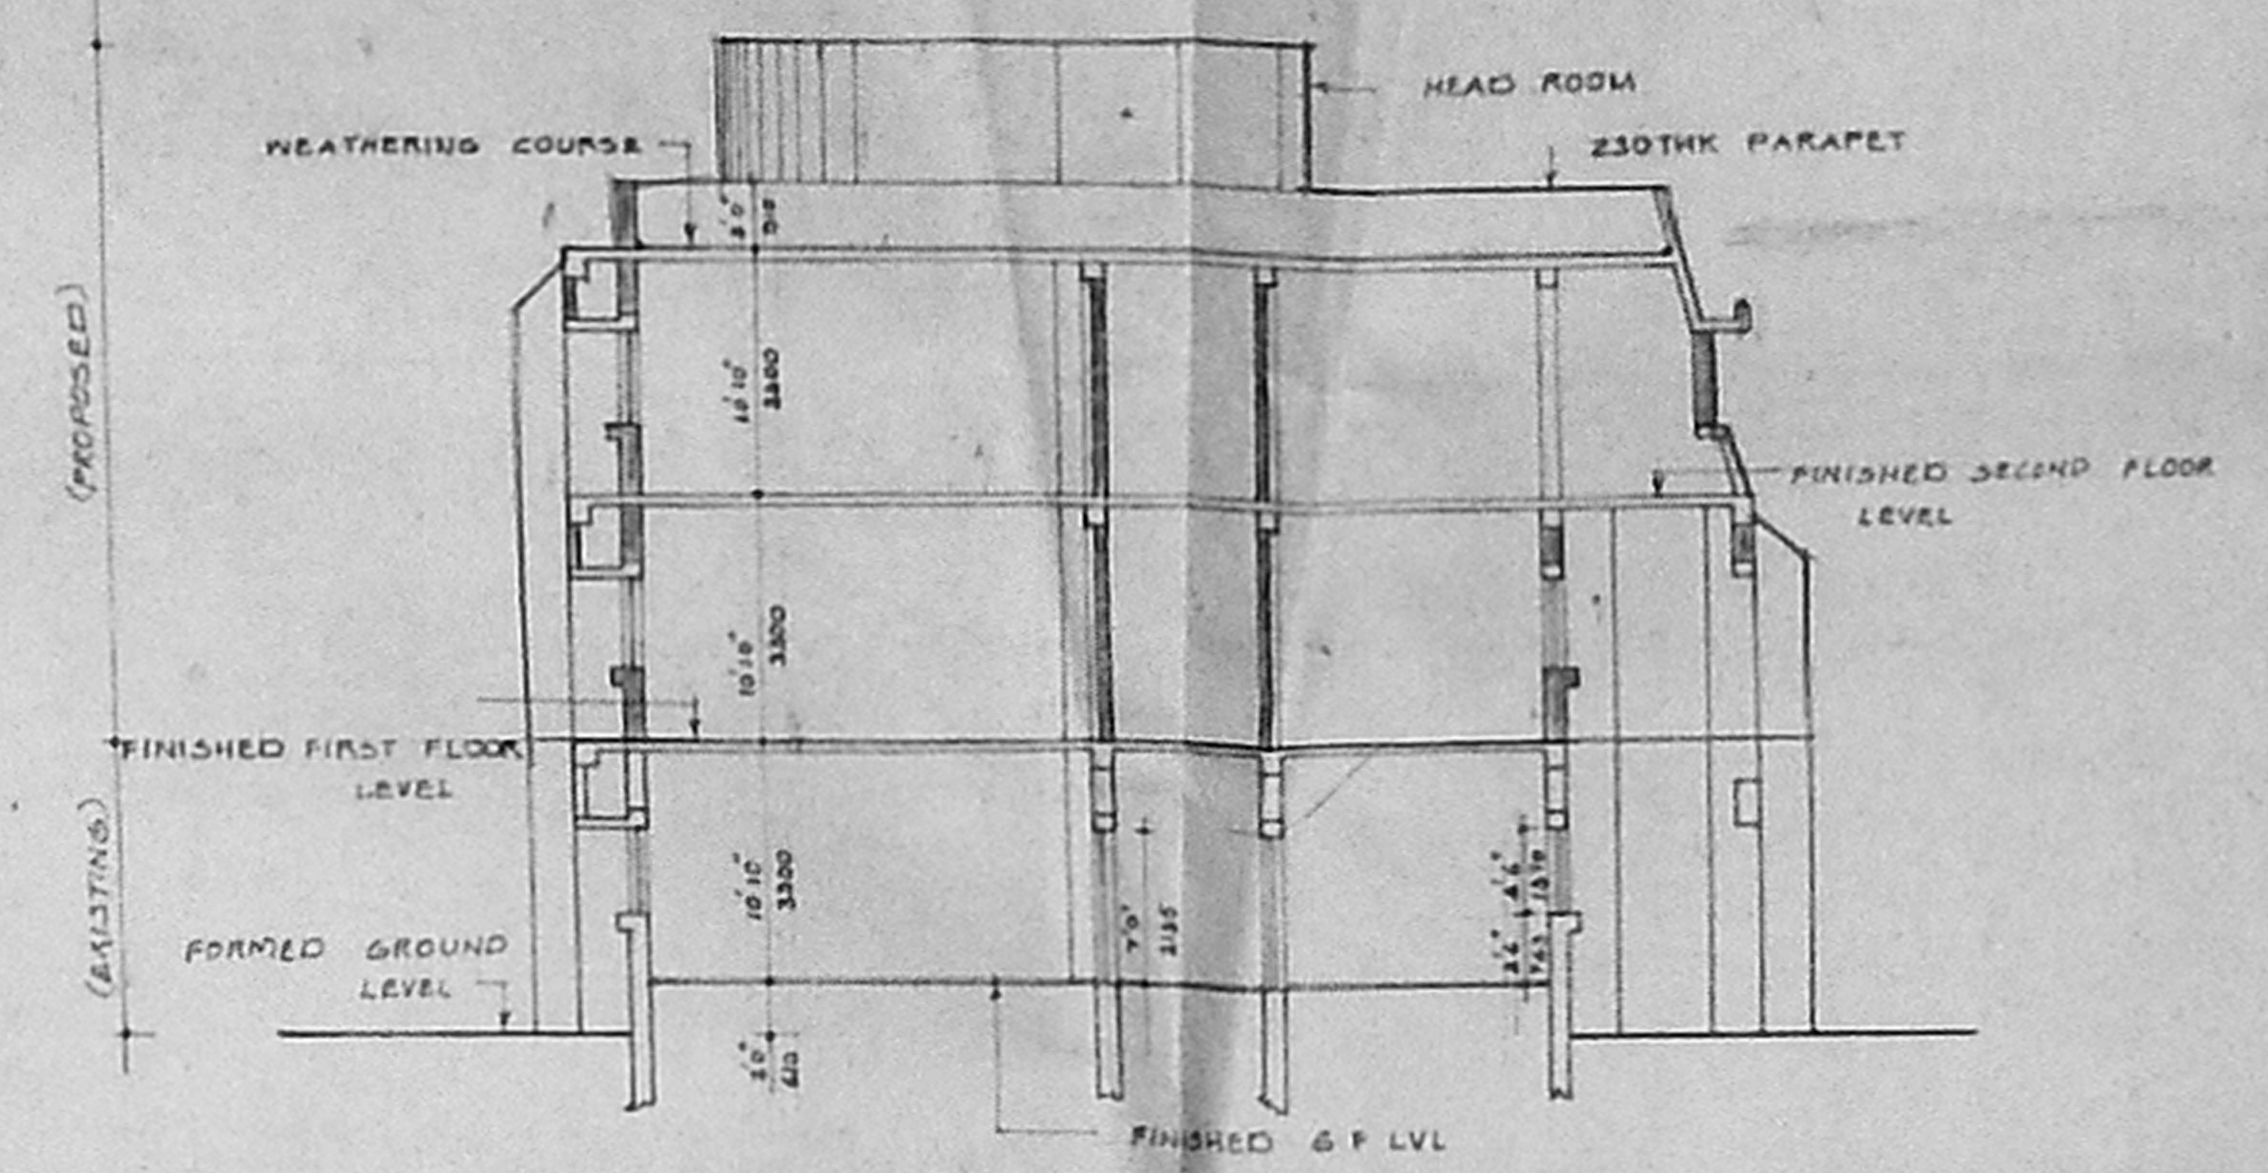 HEAD ROOM
WEATHERING COURSE
230THK PARAPET
3'0"
910
(PROPOSED)
10'10"
3300
FINISHED SECOND FLOOR
LEVEL
10'10"
3300
FINISHED FIRST FLOOR
LEVEL
(EXISTING)
10'10"
3300
7'0"
2135
4'6"
1370
2'6"
763
FORMED GROUND
LEVEL
2'0"
610
FINISHED G F LVL